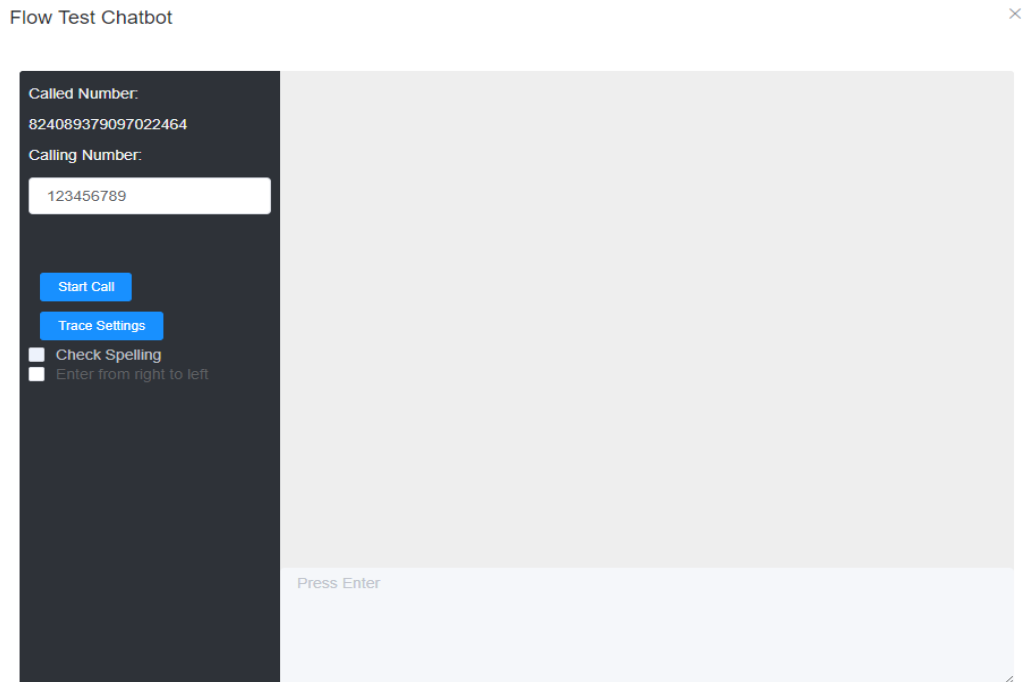 Flow Test Chatbot
Called Number:
824089379097022464
Calling Number:
123456789
Start Call
Trace Settings
Check Spelling
Enter from right to left
Press Enter